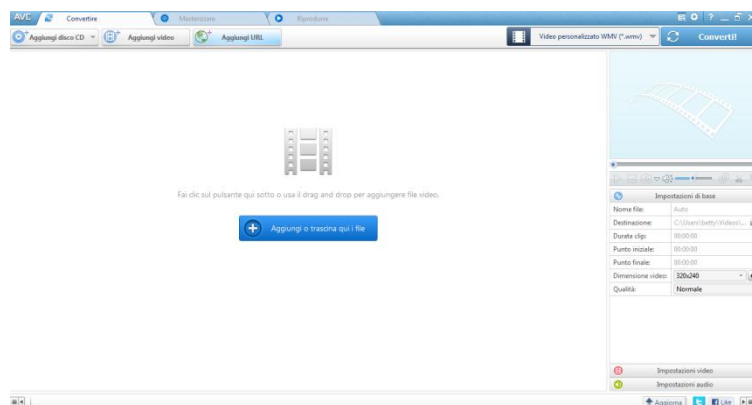 AVC
Convertire
Masterizzare
Riprodurre
Aggiungi disco CD
Aggiungi video
Aggiungi URL
Video personalizzato WMV (*.wmv)
Converti!
Fai clic sul pulsante qui sotto o usa il drag and drop per aggiungere file video.
Aggiungi o trascina qui i file
Impostazioni di base
Nome file: Auto
Destinazione: C:\Users\betty\Videos\...
Durata clip: 00:00:00
Punto iniziale: 00:00:00
Punto finale: 00:00:00
Dimensione video: 320x240
Qualità: Normale
Impostazioni video
Impostazioni audio
Aggiorna
Like